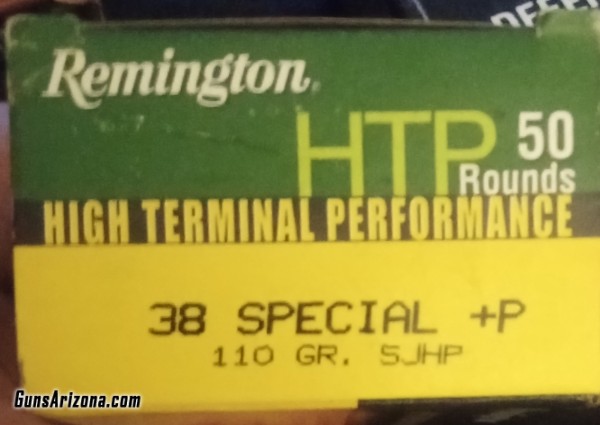 Remington
HTP 50
Rounds
HIGH TERMINAL PERFORMANCE
38 SPECIAL +P
110 GR. SJHP
GunsArizona.com